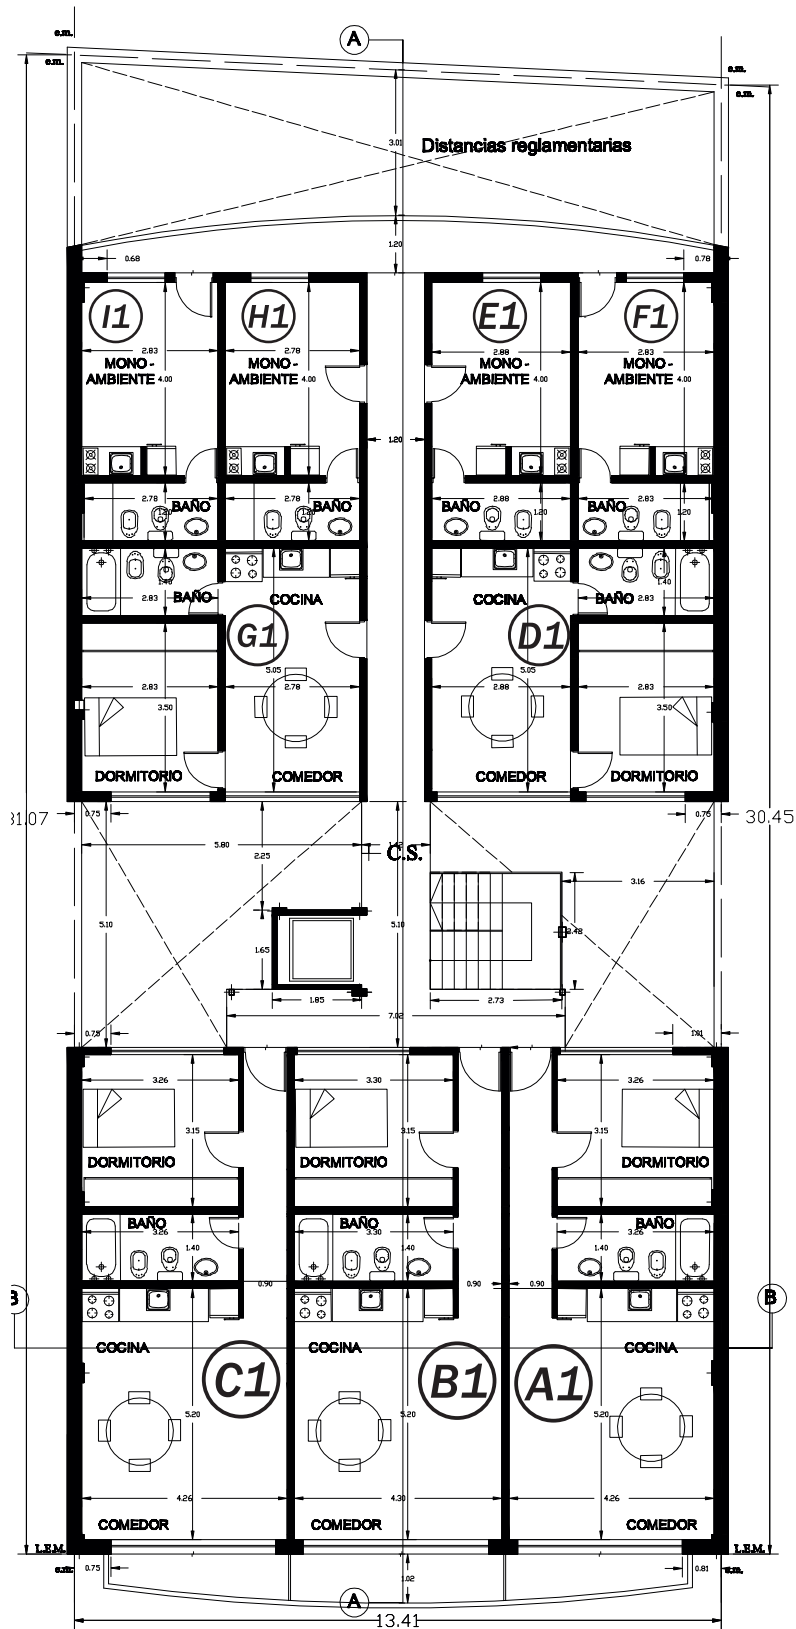 e.m.
A
e.m.
e.m.
e.m.
3.01
Distancias reglamentarias
1.20
0.68
0.78
I1
H1
E1
F1
2.83
2.78
2.88
2.83
MONO-
AMBIENTE 4.00
MONO-
AMBIENTE 4.00
MONO-
AMBIENTE 4.00
MONO-
AMBIENTE 4.00
1.20
2.78
BAÑO
2.78
BAÑO
BAÑO
2.88
BAÑO
2.83
1.20
1.20
1.20
1.20
1.40
1.40
2.83
BAÑO
COCINA
COCINA
BAÑO
2.83
G1
D1
5.05
5.05
2.83
2.78
2.88
2.83
3.50
3.50
DORMITORIO
COMEDOR
COMEDOR
DORMITORIO
0.75
0.75
30.45
5.80
C.S.
2.25
3.16
5.10
5.10
1.65
2.48
1.85
2.73
7.02
0.75
1.01
3.26
3.30
3.26
3.15
3.15
3.15
DORMITORIO
DORMITORIO
DORMITORIO
BAÑO
BAÑO
BAÑO
3.26
3.30
3.26
1.40
1.40
1.40
0.90
0.90
0.90
B
COCINA
COCINA
COCINA
C1
B1
A1
5.20
5.20
5.20
4.26
4.30
4.26
COMEDOR
COMEDOR
COMEDOR
L.E.M.
L.E.M.
e.m.
0.75
1.02
0.81
e.m.
A
13.41